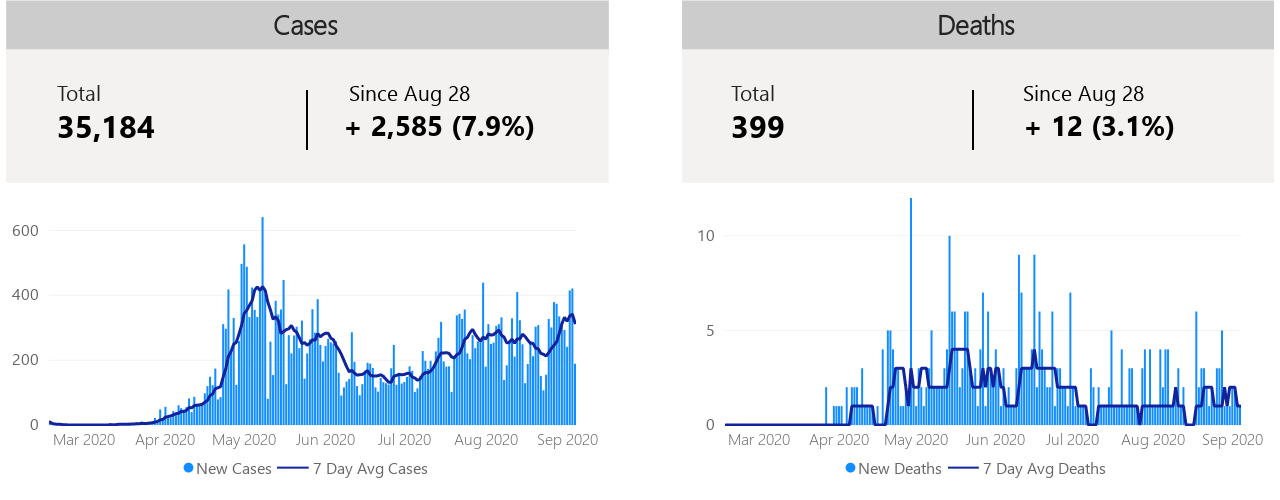 Cases
Total
Since Aug 28
35,184
+ 2,585 (7.9%)
600
400
200
0
Mar 2020 Apr 2020 May 2020 Jun 2020 Jul 2020 Aug 2020 Sep 2020
New Cases 7 Day Avg Cases
Deaths
Total
Since Aug 28
399
+ 12 (3.1%)
10
5
0
Mar 2020 Apr 2020 May 2020 Jun 2020 Jul 2020 Aug 2020 Sep 2020
New Deaths 7 Day Avg Deaths